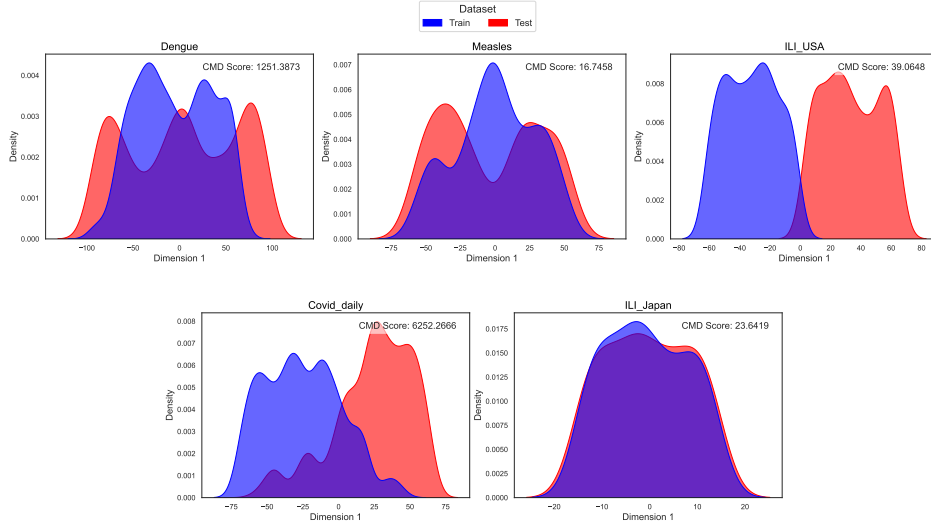 Dataset
Train Test
Dengue
CMD Score: 1251.3873
0.004
0.003
0.002
0.001
0.000
Density
−100 −50 0 50 100
Dimension 1
Measles
CMD Score: 16.7458
0.007
0.006
0.005
0.004
0.003
0.002
0.001
0.000
Density
−75 −50 −25 0 25 50 75
Dimension 1
ILI_USA
CMD Score: 39.0648
0.008
0.006
0.004
0.002
0.000
Density
−80 −60 −40 −20 0 20 40 60 80
Dimension 1
Covid_daily
CMD Score: 6252.2666
0.008
0.007
0.006
0.005
0.004
0.003
0.002
0.001
0.000
Density
−75 −50 −25 0 25 50 75
Dimension 1
ILI_Japan
CMD Score: 23.6419
0.0175
0.0150
0.0125
0.0100
0.0075
0.0050
0.0025
0.0000
Density
−20 −10 0 10 20
Dimension 1